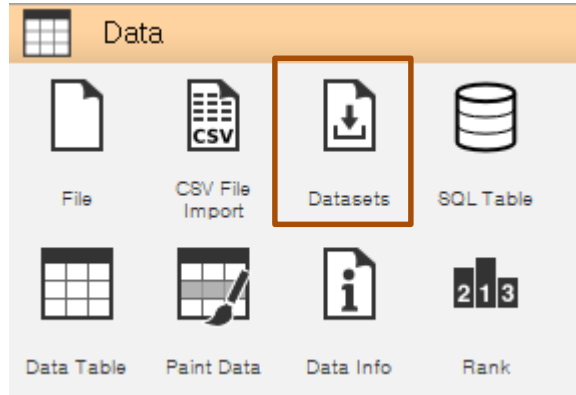 Data
CSV
File
CSV File
Import
Datasets
SQL Table
2 1 3
Data Table
Paint Data
Data Info
Rank